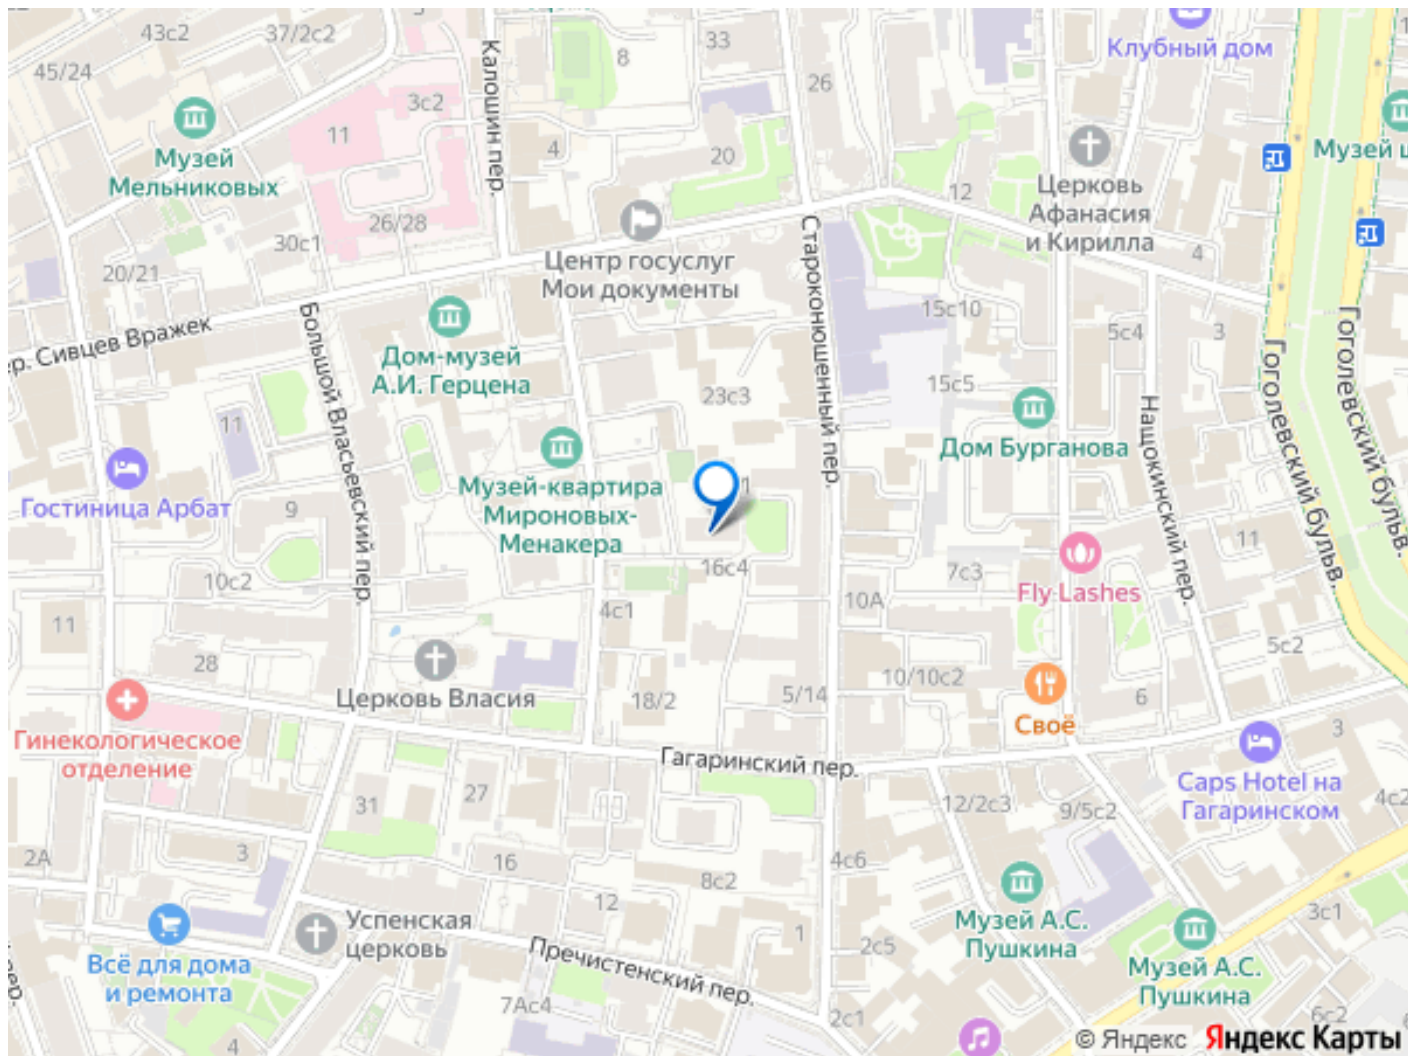 43с2
37/2с2
45/24
3с2
11
Музей
Мельниковых
26/28
30с1
20/21
Калошин пер.
8
33
4
20
26
Клубный дом
Музей ц
12
Церковь
Афанасия
и Кирилла
4
Центр госуслуг
Мои документы
Староконюшенный пер.
15с10
5с4
3
ер. Сивцев Вражек
Большой Власьевский пер.
Дом-музей
А.И. Герцена
23с3
15с5
Дом Бурганова
Нащокинский пер.
Гоголевский бульв.
Гоголевский бульв.
11
Гостиница Арбат
9
Музей-квартира
Мироновых-
Менакера
1
16с4
10с2
4с1
7с3
10А
Fly Lashes
11
11
28
Церковь Власия
18/2
5/14
10/10с2
Своё
6
5с2
Гинекологическое
отделение
Гагаринский пер.
3
Caps Hotel на
Гагаринском
31
27
12/2с3
9/5с2
4с2
2А
3
16
8с2
4с6
12
1
2с5
Музей А.С.
Пушкина
3с1
Музей А.С.
Пушкина
Успенская
церковь
Всё для дома
и ремонта
Пречистенский пер.
7Ас4
2с1
6с2
4
© Яндекс Яндекс Карты